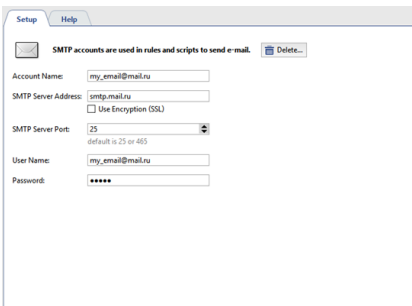 Setup Help
SMTP accounts are used in rules and scripts to send e-mail. Delete...
Account Name: my_email@mail.ru
SMTP Server Address: smtp.mail.ru
Use Encryption (SSL)
SMTP Server Port: 25
default is 25 or 465
User Name: my_email@mail.ru
Password: •••••